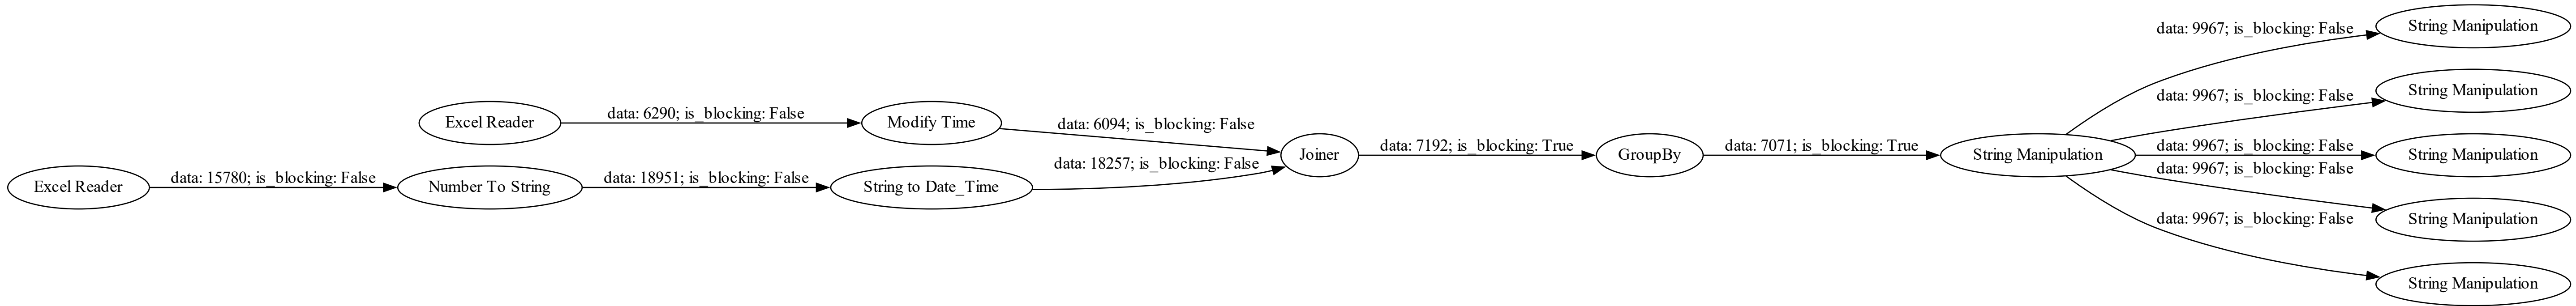 String Manipulation
data: 9967; is_blocking: False
String Manipulation
data: 9967; is_blocking: False
Excel Reader
data: 6290; is_blocking: False
Modify Time
data: 6094; is_blocking: False
Joiner
data: 7192; is_blocking: True
GroupBy
data: 7071; is_blocking: True
String Manipulation
data: 9967; is_blocking: False
String Manipulation
data: 9967; is_blocking: False
Excel Reader
data: 15780; is_blocking: False
Number To String
data: 18951; is_blocking: False
String to Date_Time
data: 18257; is_blocking: False
String Manipulation
data: 9967; is_blocking: False
String Manipulation